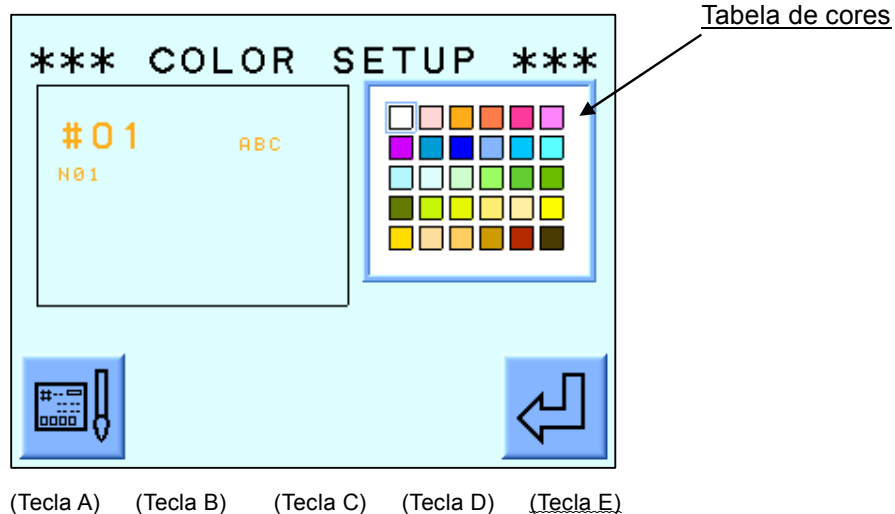 Tabela de cores
*** COLOR SETUP ***
#01 ABC
N01
(Tecla A) (Tecla B) (Tecla C) (Tecla D) (Tecla E)